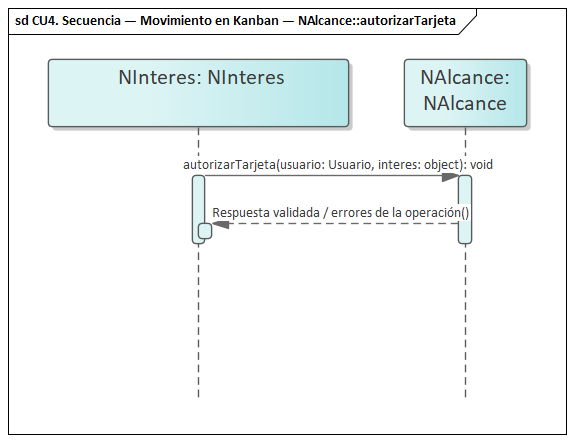 sd CU4. Secuencia — Movimiento en Kanban — NAlcance::autorizarTarjeta
NInteres: NInteres
NAlcance:
NAlcance
autorizarTarjeta(usuario: Usuario, interes: object): void
Respuesta validada / errores de la operación()